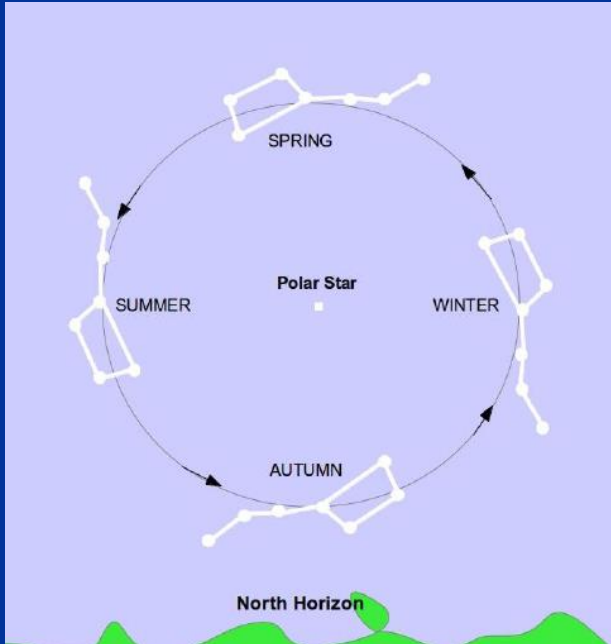 SPRING
Polar Star
SUMMER
WINTER
AUTUMN
North Horizon